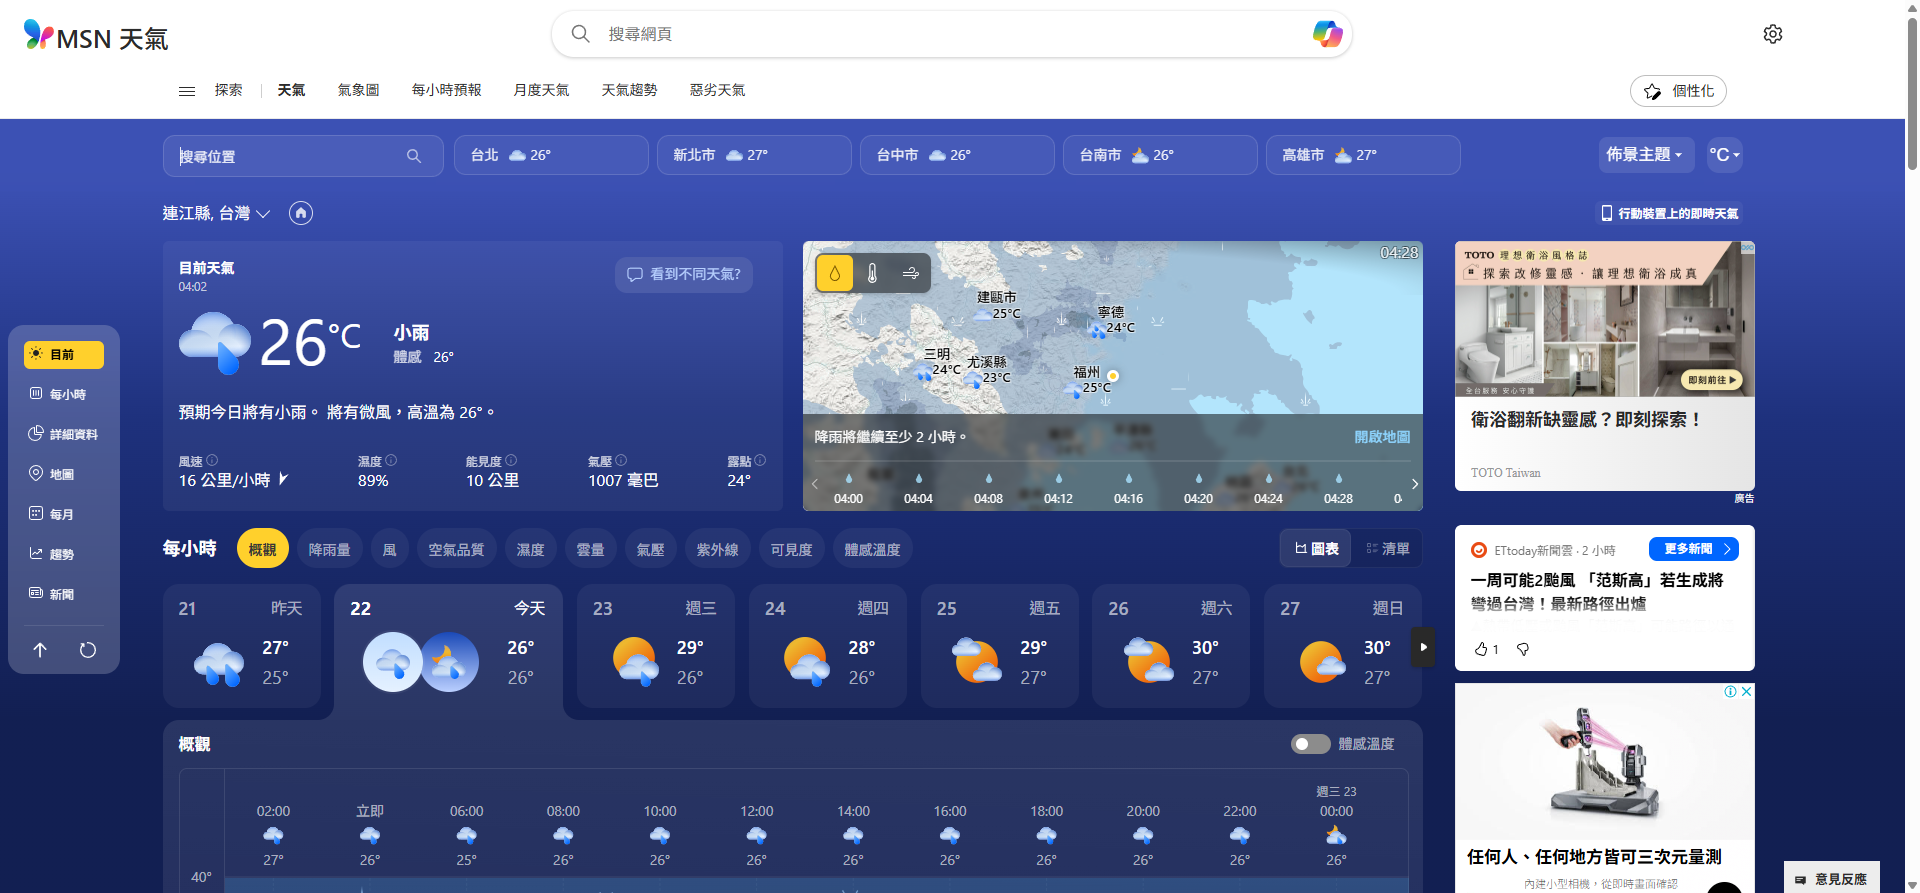 MSN 天氣
搜尋網頁
探索
天氣
氣象圖
每小時預報
月度天氣
天氣趨勢
惡劣天氣
個性化
搜尋位置
台北 26°
新北市 27°
台中市 26°
台南市 26°
高雄市 27°
佈景主題
°C
連江縣, 台灣
行動裝置上的即時天氣
目前天氣
04:02
看到不同天氣?
26°C
小雨
體感 26°
預期今日將有小雨。 將有微風，高溫為 26°。
風速
16 公里/小時
濕度
89%
能見度
10 公里
氣壓
1007 毫巴
露點
24°
04:28
建甌市
25°C
寧德
24°C
三明
24°C
尤溪縣
23°C
福州
25°C
降雨將繼續至少 2 小時。
開啟地圖
04:00 04:04 04:08 04:12 04:16 04:20 04:24 04:28
目前
每小時
詳細資料
地圖
每月
趨勢
新聞
每小時
概觀
降雨量
風
空氣品質
濕度
雲量
氣壓
紫外線
可見度
體感溫度
圖表
清單
21 昨天
27°
25°
22 今天
26°
26°
23 週三
29°
26°
24 週四
28°
26°
25 週五
29°
27°
26 週六
30°
27°
27 週日
30°
27°
概觀
體感溫度
週三 23
02:00 立即 06:00 08:00 10:00 12:00 14:00 16:00 18:00 20:00 22:00 00:00
27° 26° 25° 26° 26° 26° 26° 26° 26° 26° 26° 26°
40°
TOTO 理想衛浴風格誌
探索改修靈感．讓理想衛浴成真
全台服務 安心守護
即刻前往
衛浴翻新缺靈感？即刻探索！
TOTO Taiwan
廣告
ETtoday新聞雲 · 2 小時
更多新聞
一周可能2颱風 「范斯高」若生成將
彎過台灣！最新路徑出爐
1
任何人、任何地方皆可三次元量測
內建小型相機，從即時畫面確認
意見反應